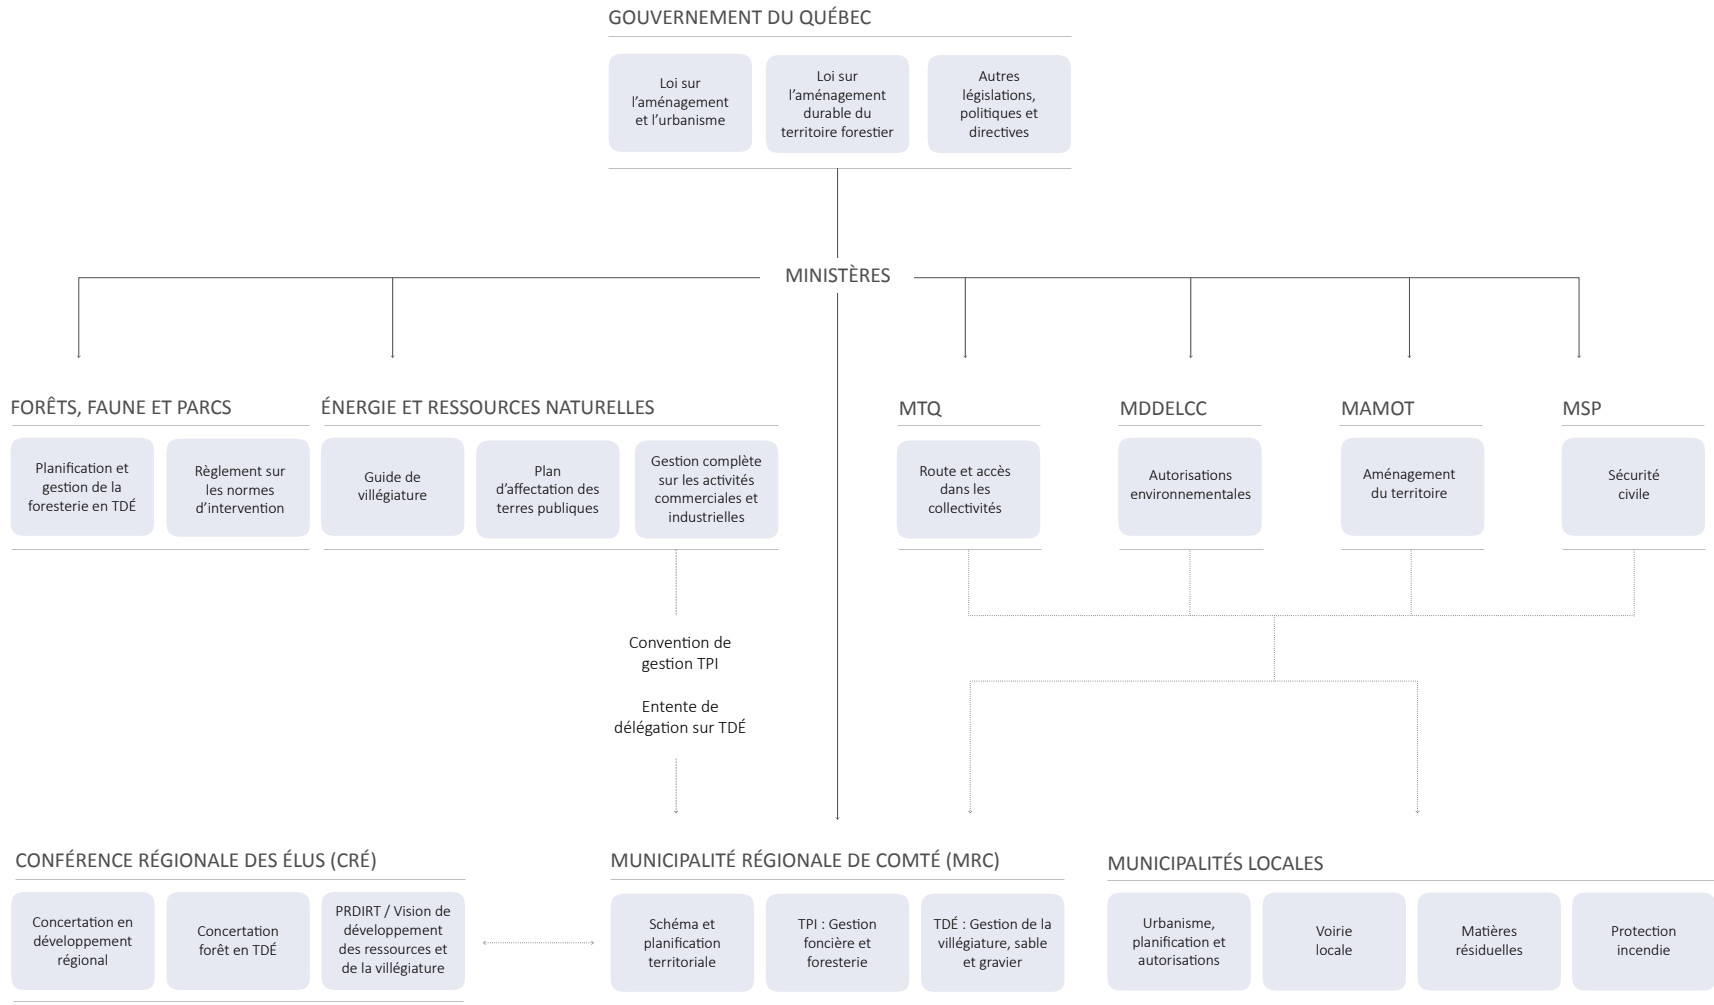 GOUVERNEMENT DU QUÉBEC
Loi sur
l'aménagement
et l'urbanisme
Loi sur
l'aménagement
durable du
territoire forestier
Autres
législations,
politiques et
directives
MINISTÈRES
FORÊTS, FAUNE ET PARCS
Planification et
gestion de la
foresterie en TDÉ
Règlement sur
les normes
d'intervention
ÉNERGIE ET RESSOURCES NATURELLES
Guide de
villégiature
Plan
d'affectation des
terres publiques
Gestion complète
sur les activités
commerciales et
industrielles
MTQ
Route et accès
dans les
collectivités
MDDELCC
Autorisations
environnementales
MAMOT
Aménagement
du territoire
MSP
Sécurité
civile
Convention de
gestion TPI
Entente de
délégation sur TDÉ
CONFÉRENCE RÉGIONALE DES ÉLUS (CRÉ)
Concertation en
développement
régional
Concertation
forêt en TDÉ
PRDIRT / Vision de
développement
des ressources et
de la villégiature
MUNICIPALITÉ RÉGIONALE DE COMTÉ (MRC)
Schéma et
planification
territoriale
TPI : Gestion
foncière et
foresterie
TDÉ : Gestion de la
villégiature, sable
et gravier
MUNICIPALITÉS LOCALES
Urbanisme,
planification et
autorisations
Voirie
locale
Matières
résiduelles
Protection
incendie